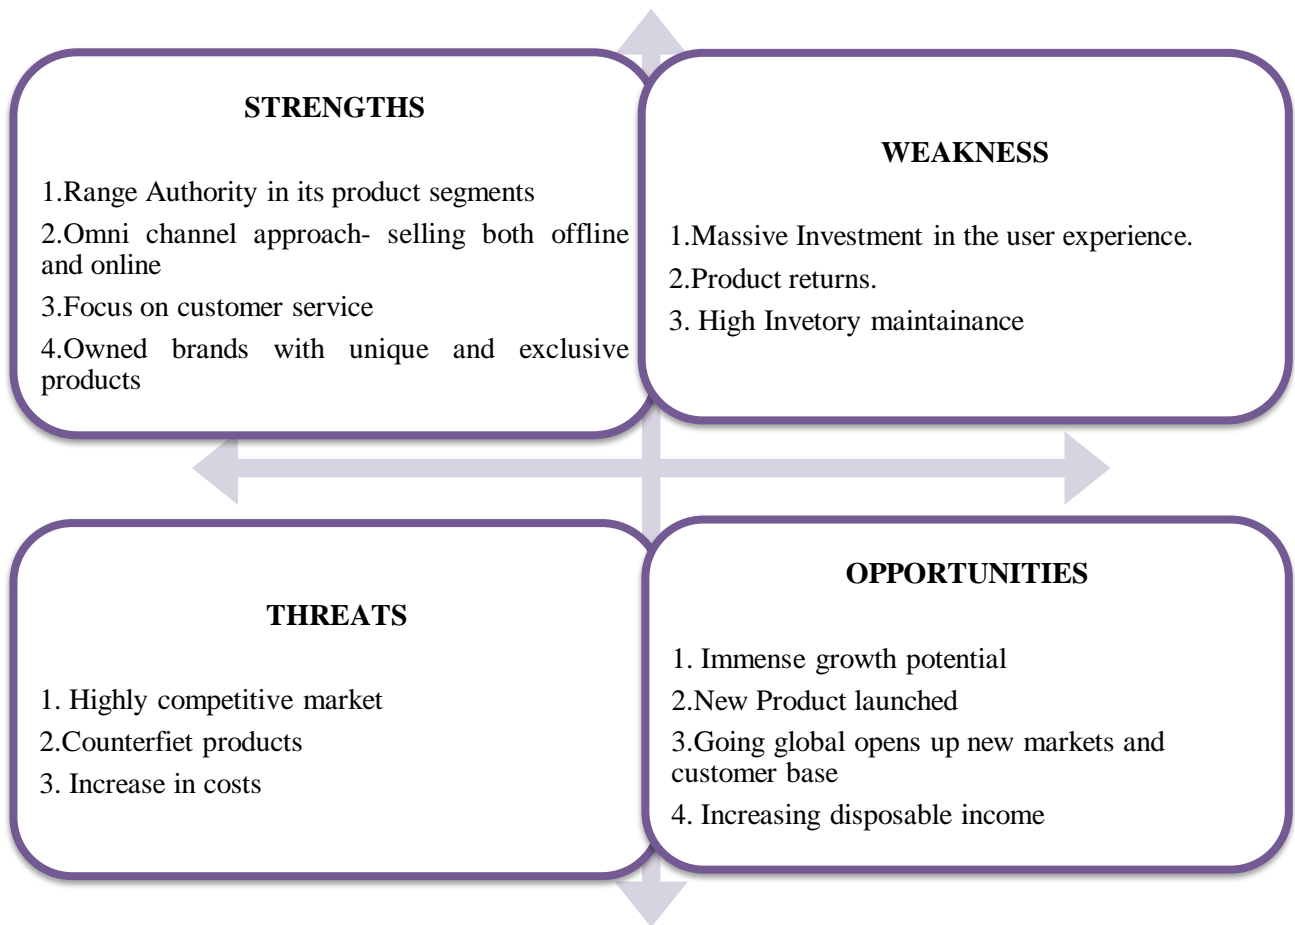 STRENGTHS
1.Range Authority in its product segments
2.Omni channel approach- selling both offline
and online
3.Focus on customer service
4.Owned brands with unique and exclusive
products
WEAKNESS
1.Massive Investment in the user experience.
2.Product returns.
3. High Invetory maintainance
THREATS
1. Highly competitive market
2.Counterfiet products
3. Increase in costs
OPPORTUNITIES
1. Immense growth potential
2.New Product launched
3.Going global opens up new markets and
customer base
4. Increasing disposable income